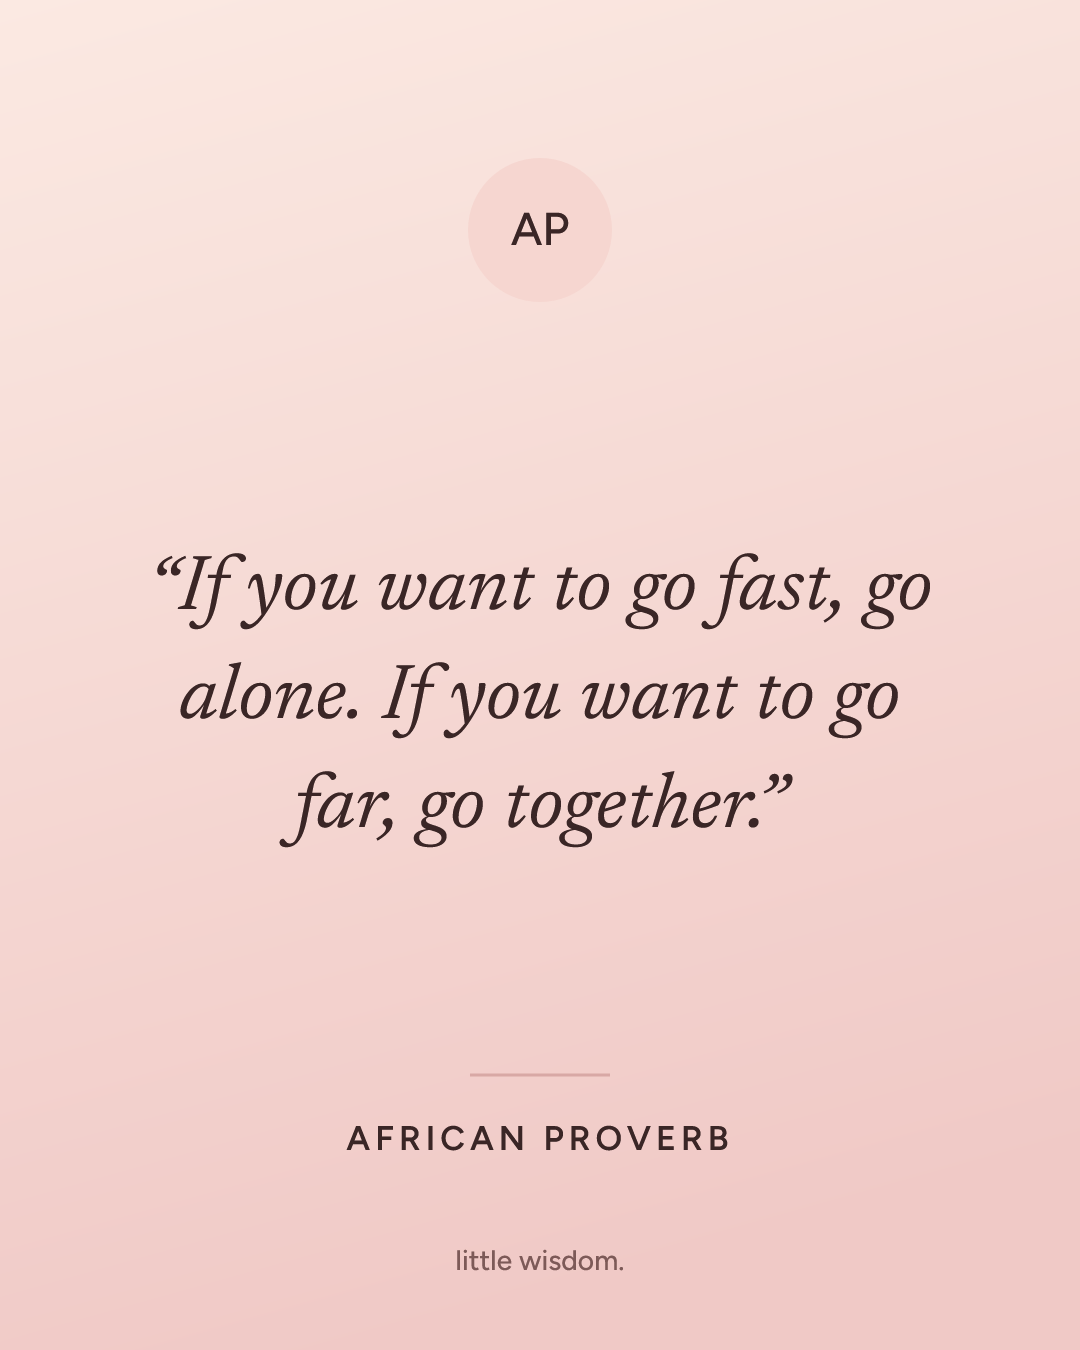 AP
“If you want to go fast, go
alone. If you want to go
far, go together.”
AFRICAN PROVERB
little wisdom.